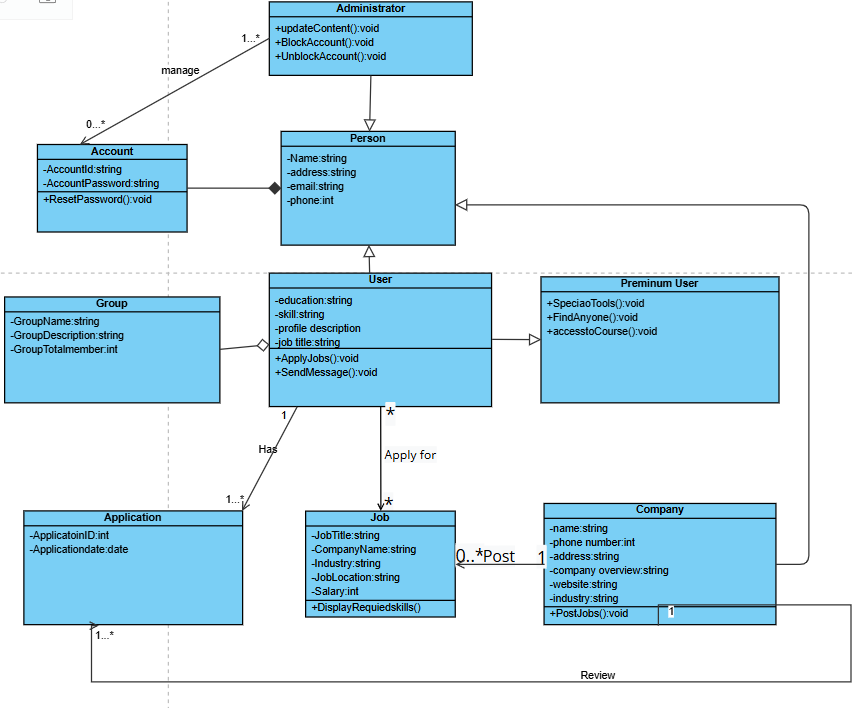 Administrator
+updateContent():void
+BlockAccount():void
+UnblockAccount():void
1...*
manage
0...*
Account
-AccountId:string
-AccountPassword:string
+ResetPassword():void
Person
-Name:string
-address:string
-email:string
-phone:int
Group
-GroupName:string
-GroupDescription:string
-GroupTotalmember:int
User
-education:string
-skill:string
-profile description
-job title:string
+ApplyJobs():void
+SendMessage():void
Preminum User
+SpeciaoTools():void
+FindAnyone():void
+accesstoCourse():void
1
Has
1...*
*
Apply for
*
Application
-ApplicatoinID:int
-Applicationdate:date
Job
-JobTitle:string
-CompanyName:string
-Industry:string
-JobLocation:string
-Salary:int
+DisplayRequiedskills()
0..*Post 1
Company
-name:string
-phone number:int
-address:string
-company overview:string
-website:string
-industry:string
+PostJobs():void
1
1...*
Review